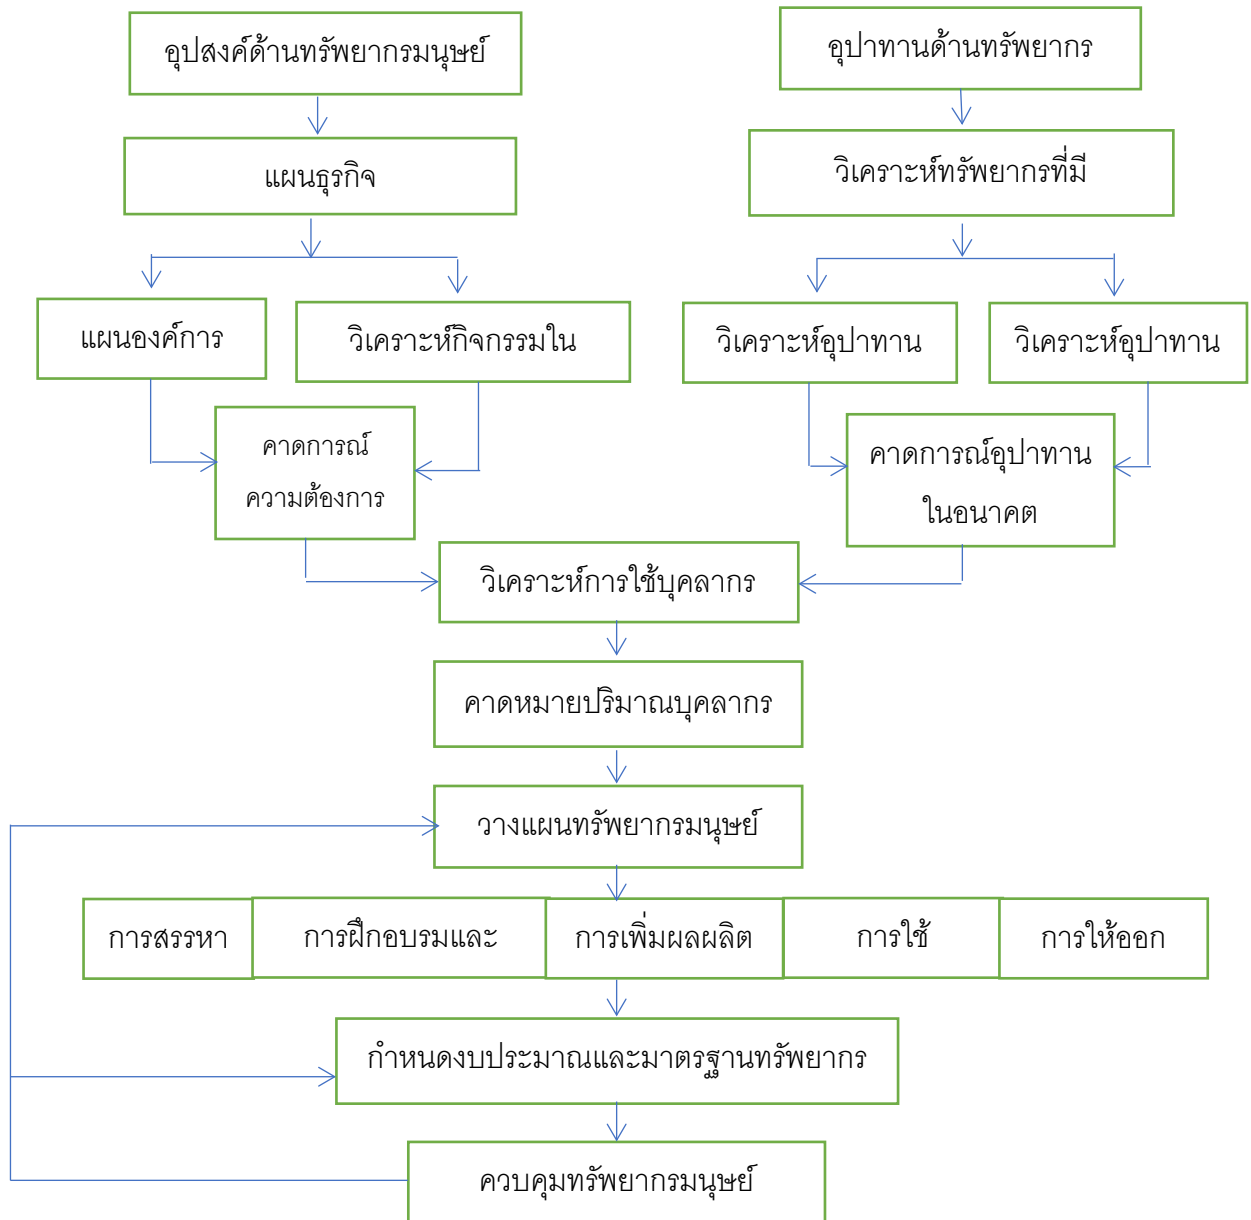 อุปสงค์ด้านทรัพยากรมนุษย์
อุปาทานด้านทรัพยากร
แผนธุรกิจ
วิเคราะห์ทรัพยากรที่มี
แผนองค์การ
วิเคราะห์กิจกรรมใน
วิเคราะห์อุปาทาน
วิเคราะห์อุปาทาน
คาดการณ์
ความต้องการ
คาดการณ์อุปาทาน
ในอนาคต
วิเคราะห์การใช้บุคลากร
คาดหมายปริมาณบุคลากร
วางแผนทรัพยากรมนุษย์
การสรรหา
การฝึกอบรมและ
การเพิ่มผลผลิต
การใช้
การให้ออก
กำหนดงบประมาณและมาตรฐานทรัพยากร
ควบคุมทรัพยากรมนุษย์